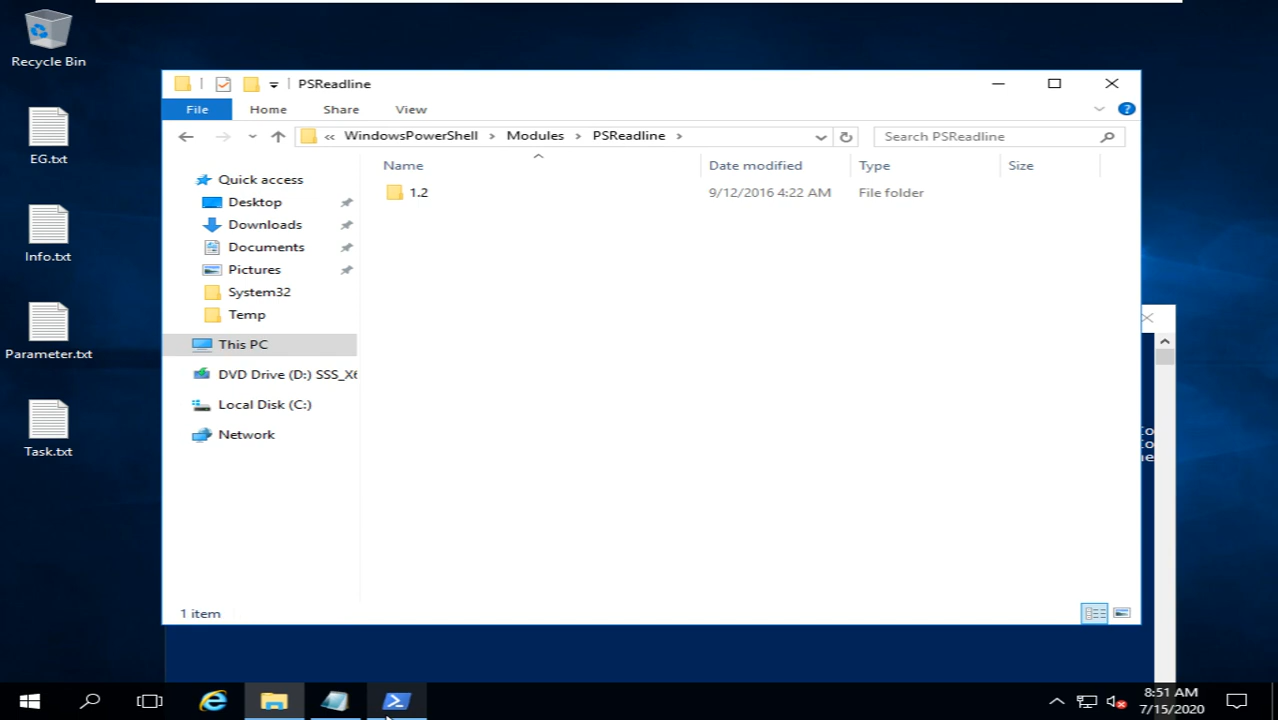 Recycle Bin
EG.txt
Info.txt
Parameter.txt
Task.txt
PSReadline
File Home Share View
« WindowsPowerShell Modules PSReadline
Search PSReadline
Name Date modified Type Size
1.2 9/12/2016 4:22 AM File folder
Quick access
Desktop
Downloads
Documents
Pictures
System32
Temp
This PC
DVD Drive (D:) SSS_X6
Local Disk (C:)
Network
1 item
8:51 AM
7/15/2020